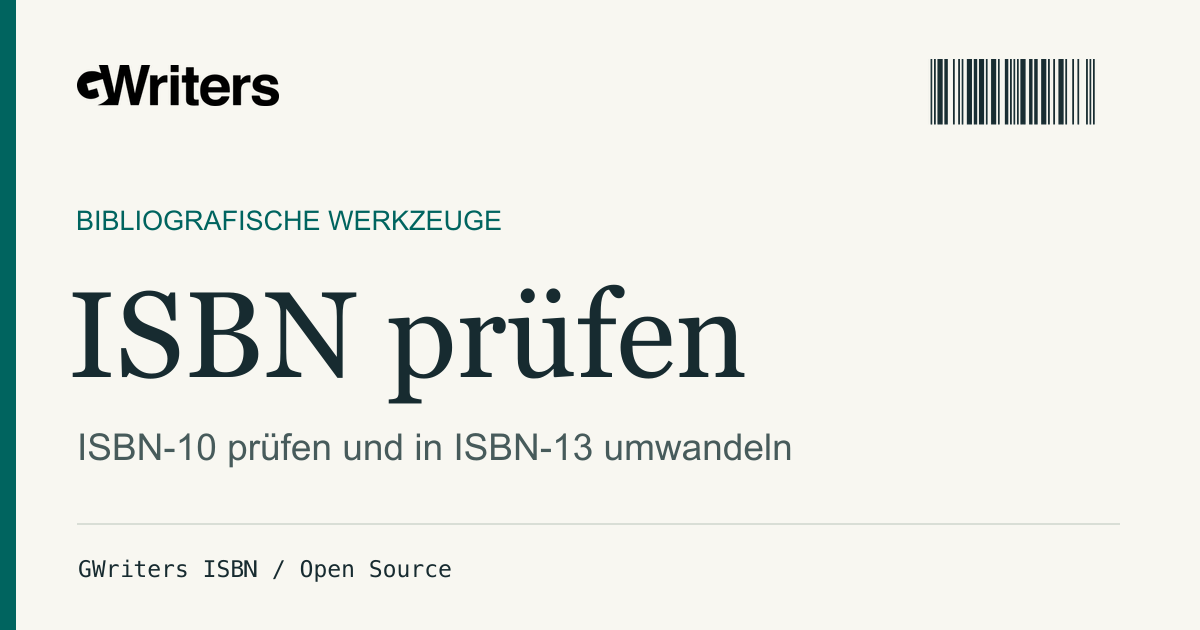 GWriters
BIBLIOGRAFISCHE WERKZEUGE
ISBN prüfen
ISBN-10 prüfen und in ISBN-13 umwandeln
GWriters ISBN / Open Source